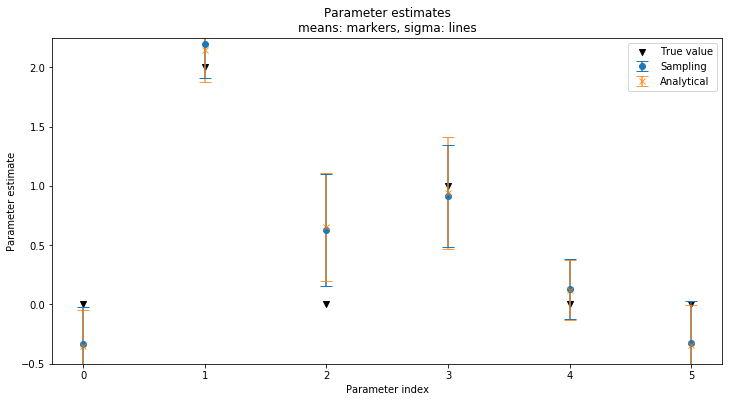 Parameter estimates
means: markers, sigma: lines
True value
Sampling
Analytical
Parameter estimate
2.0
1.5
1.0
0.5
0.0
−0.5
0 1 2 3 4 5
Parameter index